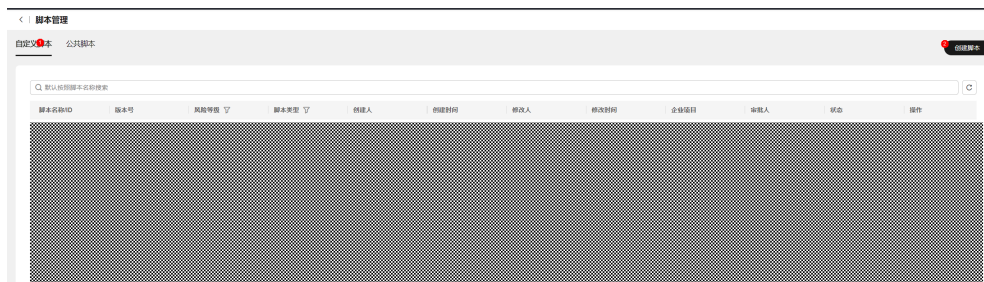 脚本管理
自定义脚本 公共脚本
1
2
创建脚本
默认按照脚本名称搜索
脚本名称/ID 版本号 风险等级 脚本类型 创建人 创建时间 修改人 修改时间 企业项目 审批人 状态 操作